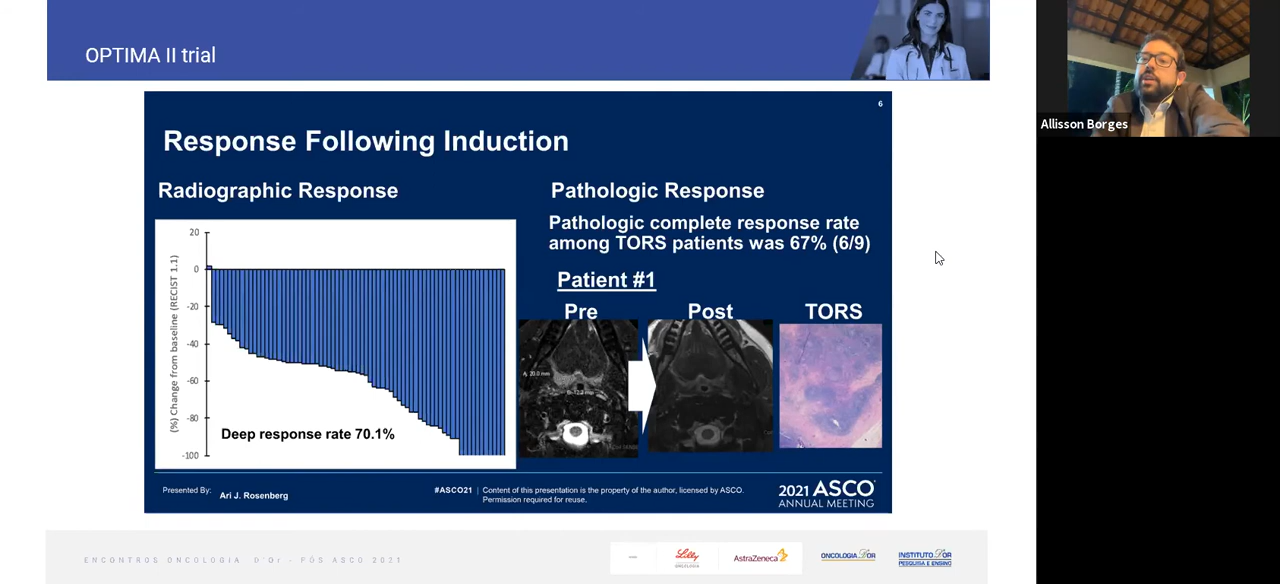 OPTIMA II trial
Allisson Borges
6
Response Following Induction
Radiographic Response
Pathologic Response
Pathologic complete response rate
among TORS patients was 67% (6/9)
Patient #1
Pre
Post
TORS
(%) Change from baseline (RECIST 1.1)
20
0
-20
-40
-60
-80
-100
Deep response rate 70.1%
Presented By:
Ari J. Rosenberg
#ASCO21
Content of this presentation is the property of the author, licensed by ASCO.
Permission required for reuse.
2021 ASCO
ANNUAL MEETING
ENCONTROS ONCOLOGIA D'Or - PÓS ASCO 2021
Lilly
ONCOLOGIA
AstraZeneca
ONCOLOGIA D'OR
INSTITUTO D'OR
PESQUISA E ENSINO